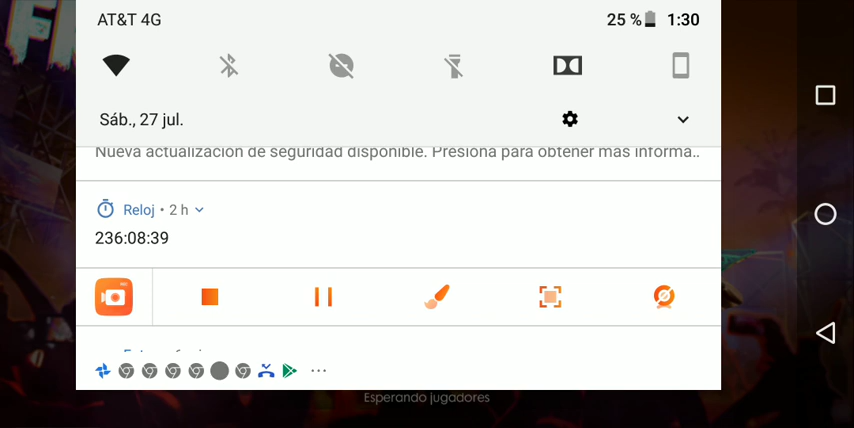 AT&T 4G
25 % 1:30
Sáb., 27 jul.
Nueva actualización de seguridad disponible. Presiona para obtener más informa..
Reloj • 2 h
236:08:39
Esperando jugadores